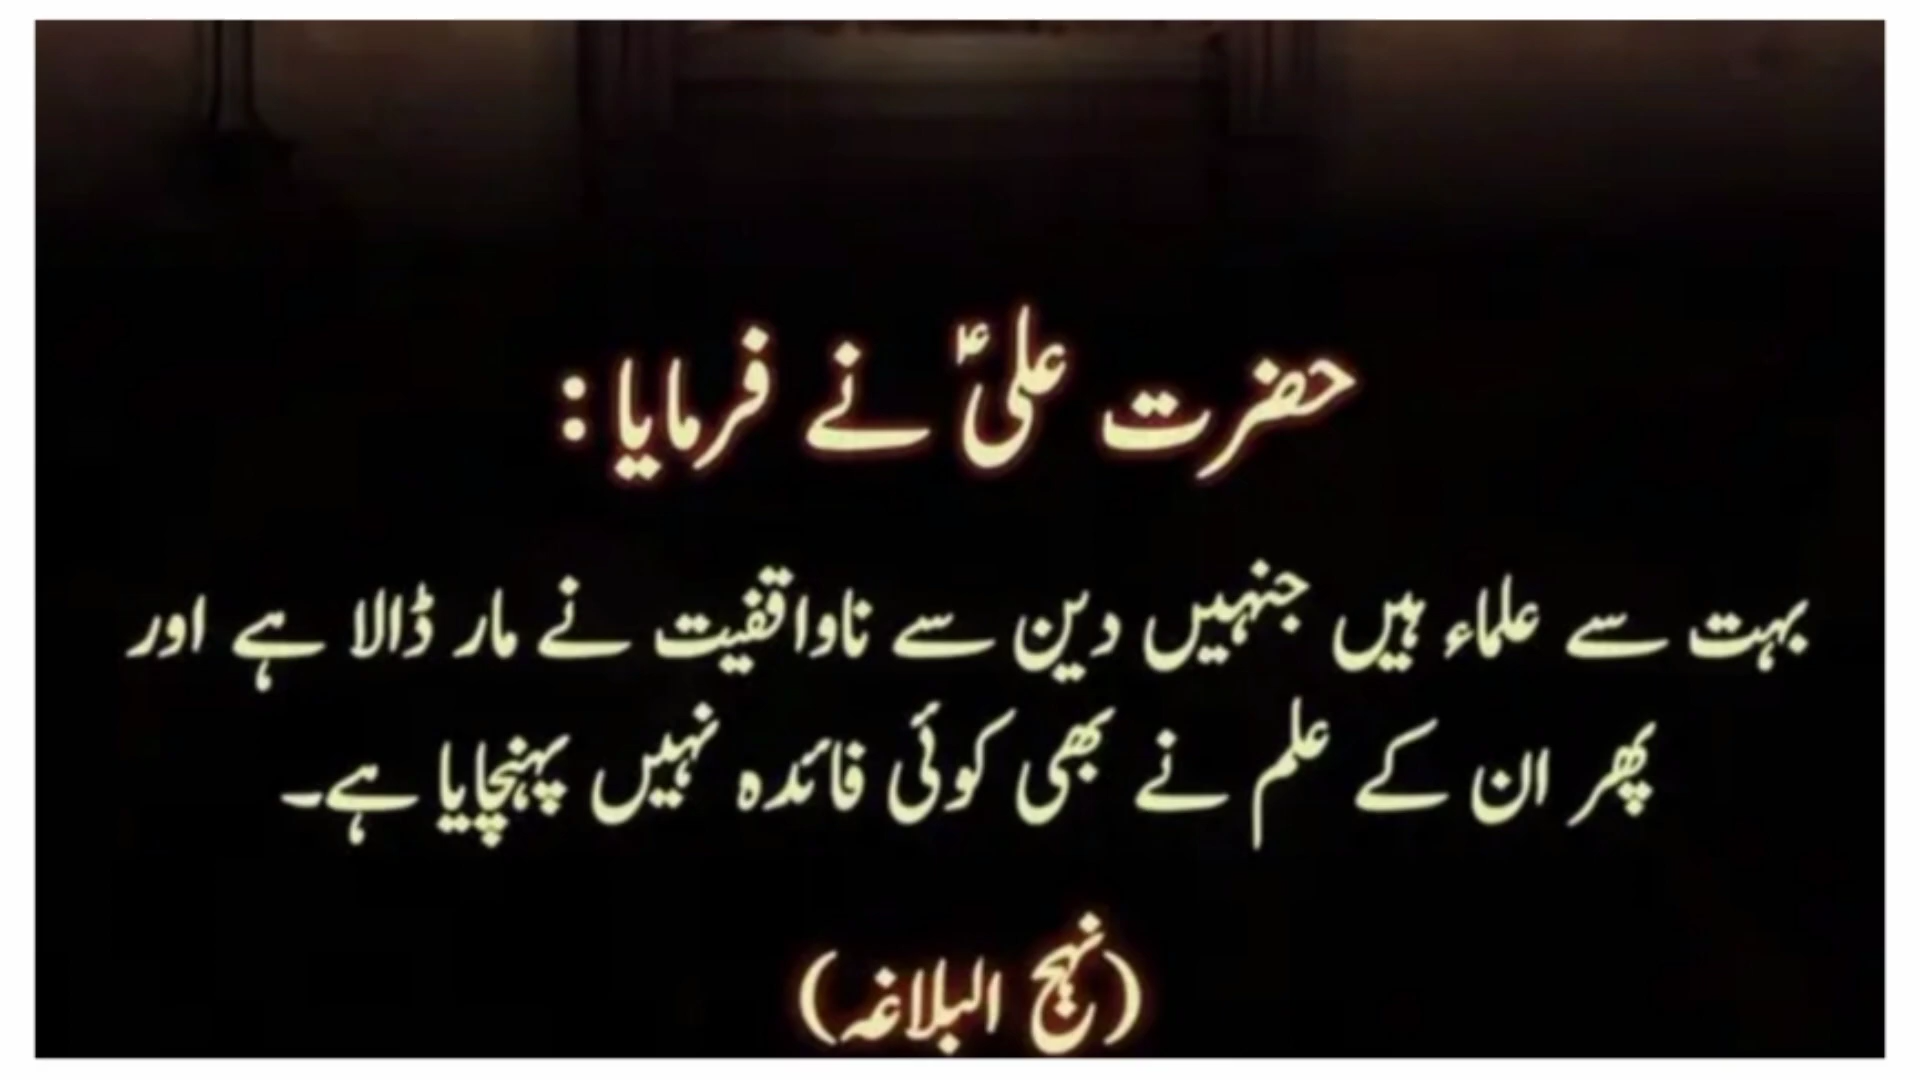 حضرت علیؑ نے فرمایا:
بہت سے علماء ہیں جنہیں دین سے ناواقفیت نے مار ڈالا ہے اور
پھر ان کے علم نے بھی کوئی فائدہ نہیں پہنچایا ہے۔
(نہج البلاغہ)